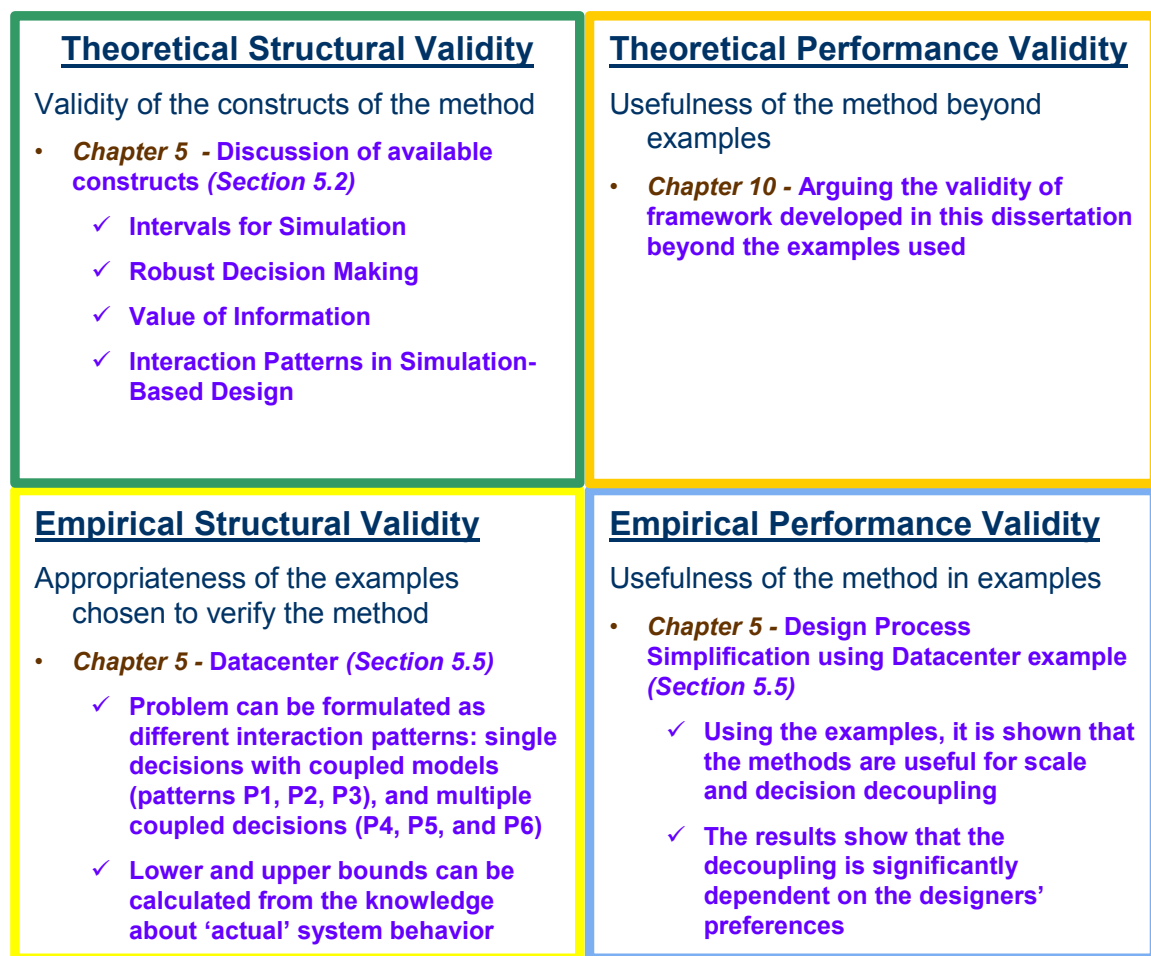 Theoretical Structural Validity
Validity of the constructs of the method
• Chapter 5 - Discussion of available
constructs (Section 5.2)
✓ Intervals for Simulation
✓ Robust Decision Making
✓ Value of Information
✓ Interaction Patterns in Simulation-
Based Design
Theoretical Performance Validity
Usefulness of the method beyond
examples
• Chapter 10 - Arguing the validity of
framework developed in this dissertation
beyond the examples used
Empirical Structural Validity
Appropriateness of the examples
chosen to verify the method
• Chapter 5 - Datacenter (Section 5.5)
✓ Problem can be formulated as
different interaction patterns: single
decisions with coupled models
(patterns P1, P2, P3), and multiple
coupled decisions (P4, P5, and P6)
✓ Lower and upper bounds can be
calculated from the knowledge
about ‘actual’ system behavior
Empirical Performance Validity
Usefulness of the method in examples
• Chapter 5 - Design Process
Simplification using Datacenter example
(Section 5.5)
✓ Using the examples, it is shown that
the methods are useful for scale
and decision decoupling
✓ The results show that the
decoupling is significantly
dependent on the designers’
preferences